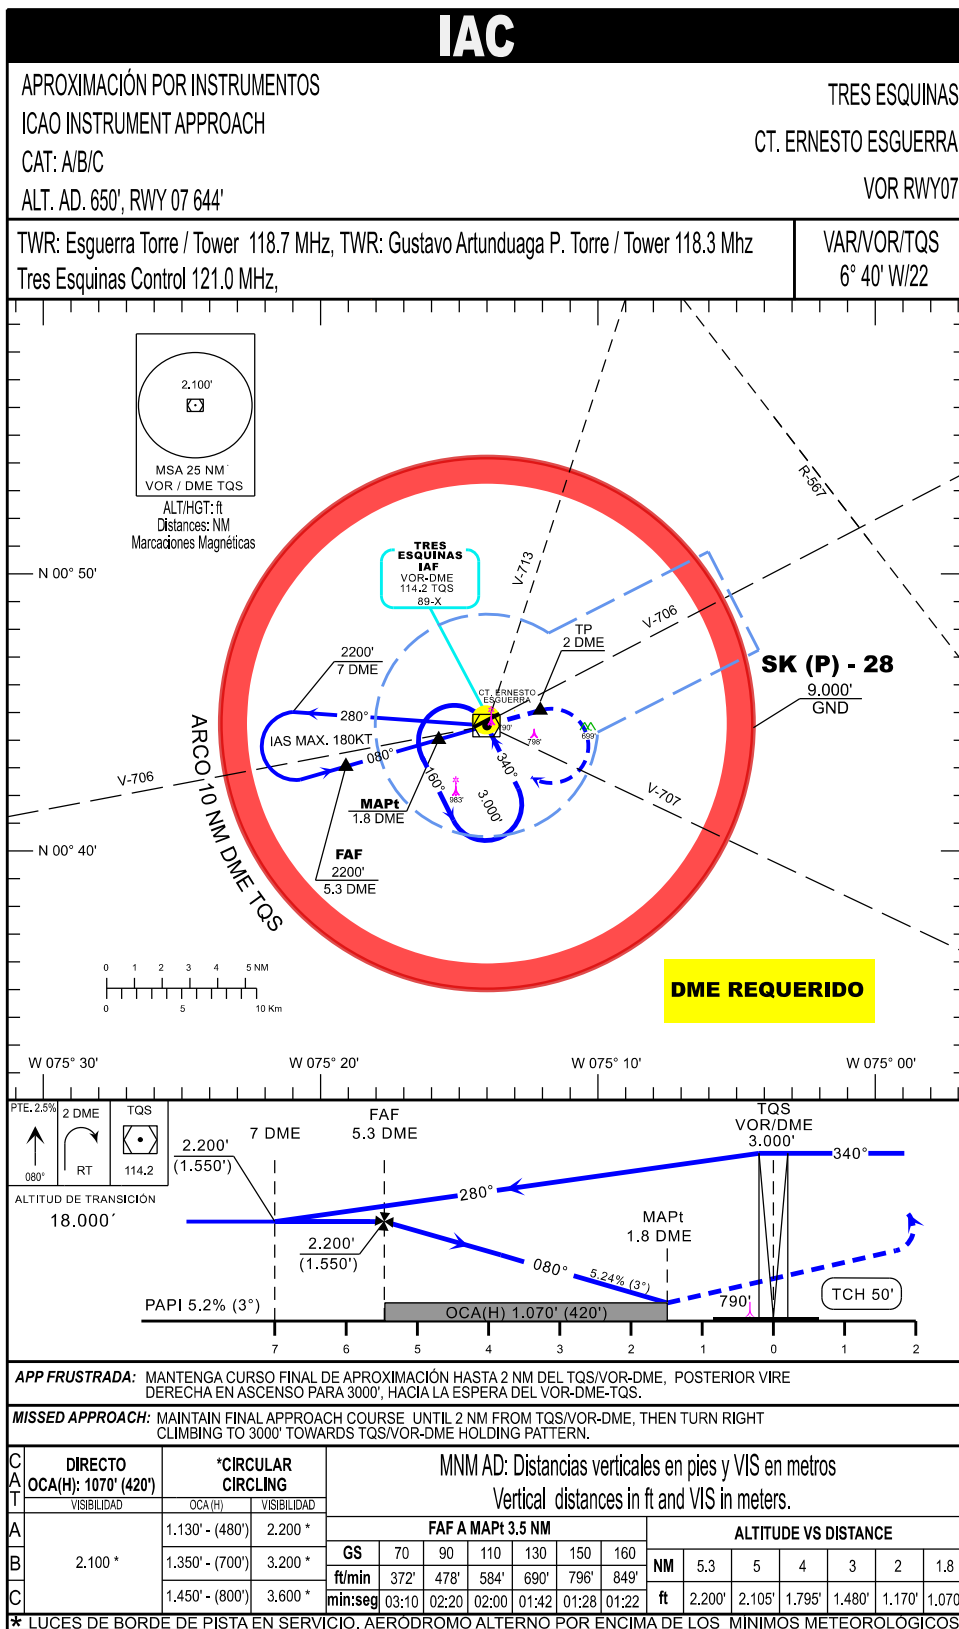 IAC
APROXIMACIÓN POR INSTRUMENTOS
ICAO INSTRUMENT APPROACH
CAT: A/B/C
ALT. AD. 650', RWY 07 644'
TRES ESQUINAS
CT. ERNESTO ESGUERRA
VOR RWY07
TWR: Esguerra Torre / Tower 118.7 MHz, TWR: Gustavo Artunduaga P. Torre / Tower 118.3 Mhz
Tres Esquinas Control 121.0 MHz,
VAR/VOR/TQS
6° 40' W/22
2.100'
MSA 25 NM
VOR / DME TQS
ALT/HGT: ft
Distances: NM
Marcaciones Magnéticas
R-567
N 00° 50'
TRES
ESQUINAS
IAF
VOR-DME
114.2 TQS
89-X
V-713
V-706
TP
2 DME
2200'
7 DME
SK (P) - 28
9.000'
GND
CT. ERNESTO
ESGUERRA
790'
798'
699'
280°
IAS MAX. 180KT
080°
340°
160°
983'
3.000'
V-706
V-707
MAPt
1.8 DME
FAF
2200'
5.3 DME
N 00° 40'
ARCO 10 NM DME TQS
0 1 2 3 4 5 NM
0 5 10 Km
DME REQUERIDO
W 075° 30'
W 075° 20'
W 075° 10'
W 075° 00'
PTE. 2.5%
080°
2 DME
RT
TQS
114.2
ALTITUD DE TRANSICIÓN
18.000´
7 DME
FAF
5.3 DME
TQS
VOR/DME
3.000'
2.200'
(1.550')
280°
340°
2.200'
(1.550')
MAPt
1.8 DME
080°
5.24% (3°)
PAPI 5.2% (3°)
OCA(H) 1.070' (420')
790'
TCH 50'
7 6 5 4 3 2 1 0 1 2
APP FRUSTRADA: MANTENGA CURSO FINAL DE APROXIMACIÓN HASTA 2 NM DEL TQS/VOR-DME, POSTERIOR VIRE
DERECHA EN ASCENSO PARA 3000', HACIA LA ESPERA DEL VOR-DME-TQS.
MISSED APPROACH: MAINTAIN FINAL APPROACH COURSE UNTIL 2 NM FROM TQS/VOR-DME, THEN TURN RIGHT
CLIMBING TO 3000' TOWARDS TQS/VOR-DME HOLDING PATTERN.
CAT
DIRECTO
OCA(H): 1070' (420')
VISIBILIDAD
*CIRCULAR
CIRCLING
OCA (H) VISIBILIDAD
A 1.130' - (480') 2.200 *
B 2.100 * 1.350' - (700') 3.200 *
C 1.450' - (800') 3.600 *
MNM AD: Distancias verticales en pies y VIS en metros
Vertical distances in ft and VIS in meters.
FAF A MAPt 3.5 NM
GS 70 90 110 130 150 160
ft/min 372' 478' 584' 690' 796' 849'
min:seg 03:10 02:20 02:00 01:42 01:28 01:22
ALTITUDE VS DISTANCE
NM 5.3 5 4 3 2 1.8
ft 2.200' 2.105' 1.795' 1.480' 1.170' 1.070
* LUCES DE BORDE DE PISTA EN SERVICIO. AERÓDROMO ALTERNO POR ENCIMA DE LOS MÍNIMOS METEOROLÓGICOS